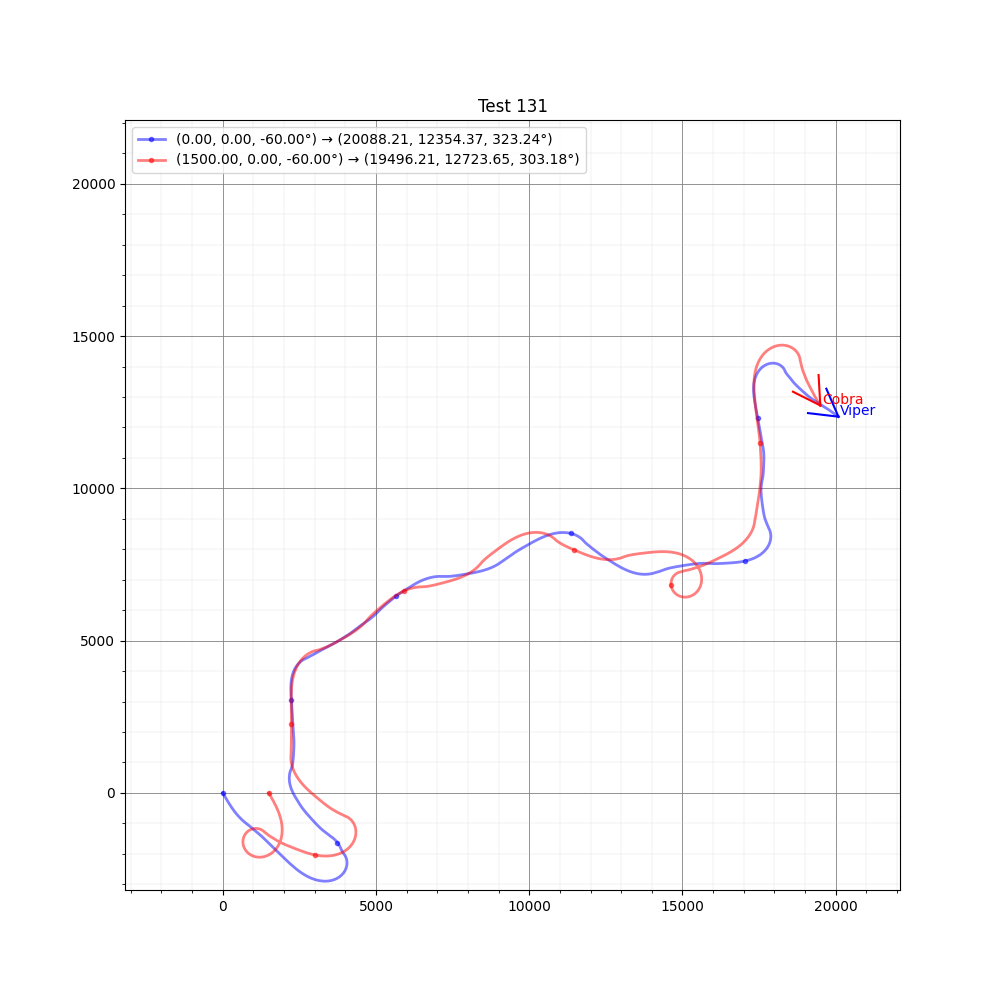 Test 131
(0.00, 0.00, -60.00°) → (20088.21, 12354.37, 323.24°)
(1500.00, 0.00, -60.00°) → (19496.21, 12723.65, 303.18°)
20000
15000
Cobra
Viper
10000
5000
0
0 5000 10000 15000 20000